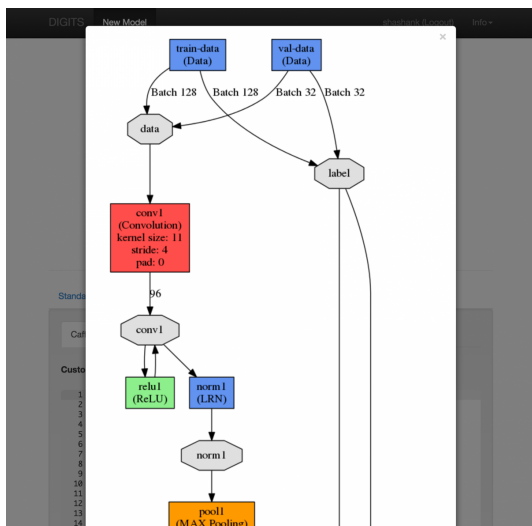 DIGITS New Model shashank (Logout) Info
×
train-data
(Data)
val-data
(Data)
Batch 128
Batch 128
Batch 32
Batch 32
data
label
conv1
(Convolution)
kernel size: 11
stride: 4
pad: 0
96
Standa
conv1
Caff
relu1
(ReLU)
norm1
(LRN)
Custo
1
2
3
4
5
6
7
8
9
10
11
12
13
14
norm1
pool1
(MAX Pooling)